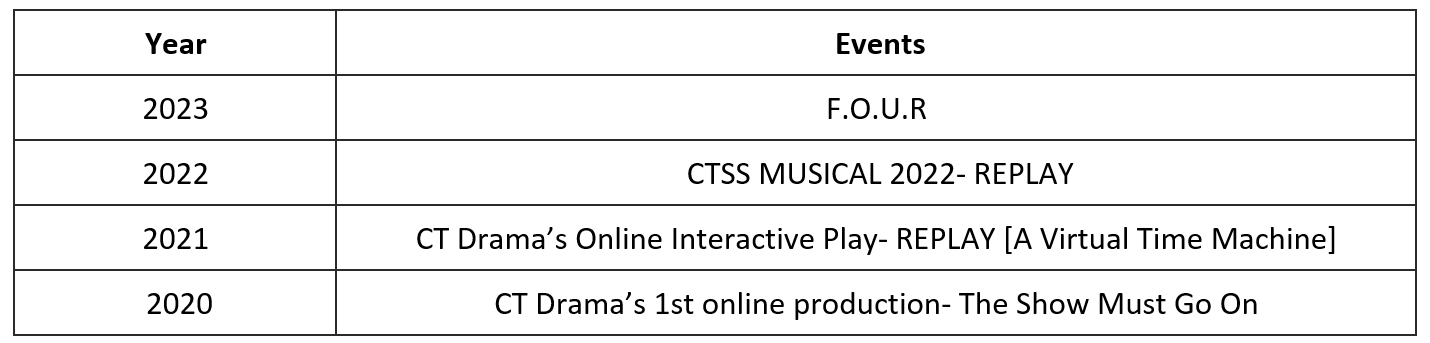 Year Events
2023 F.O.U.R
2022 CTSS MUSICAL 2022- REPLAY
2021 CT Drama’s Online Interactive Play- REPLAY [A Virtual Time Machine]
2020 CT Drama’s 1st online production- The Show Must Go On